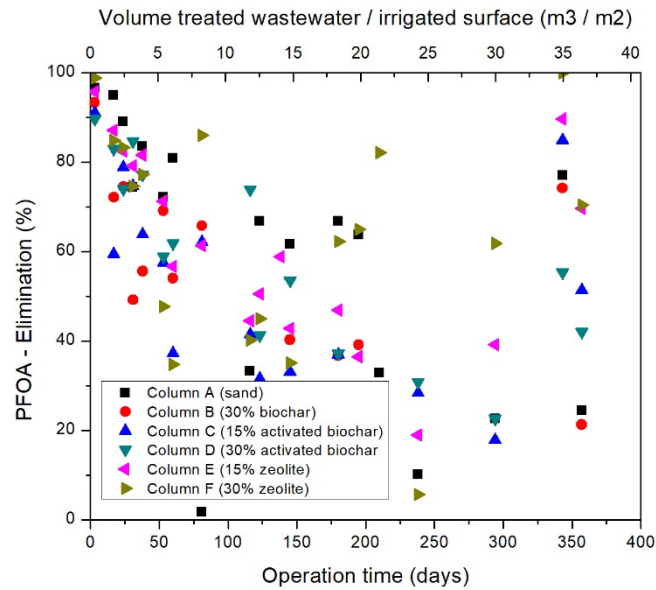 Volume treated wastewater / irrigated surface (m3 / m2)
0 5 10 15 20 25 30 35 40
100
80
60
40
20
0
PFOA - Elimination (%)
Column A (sand)
Column B (30% biochar)
Column C (15% activated biochar)
Column D (30% activated biochar
Column E (15% zeolite)
Column F (30% zeolite)
0 50 100 150 200 250 300 350 400
Operation time (days)